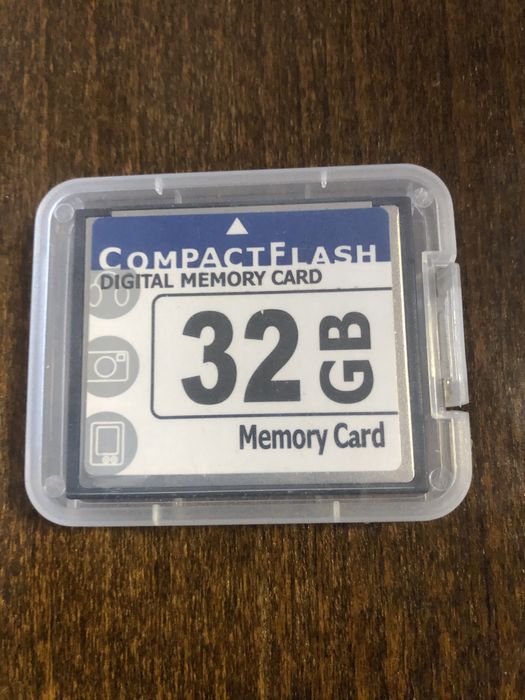 COMPACTFLASH
DIGITAL MEMORY CARD
32 GB
Memory Card